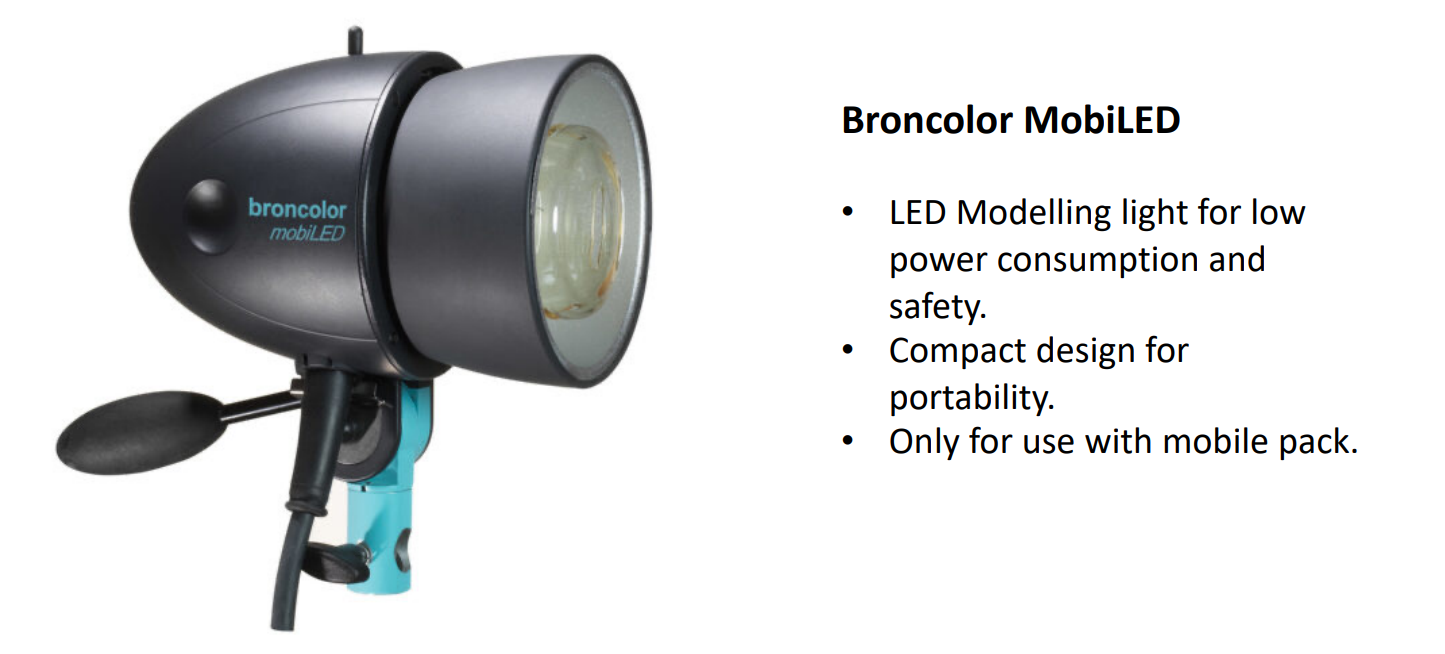 broncolor
mobiLED
Broncolor MobiLED
• LED Modelling light for low
power consumption and
safety.
• Compact design for
portability.
• Only for use with mobile pack.